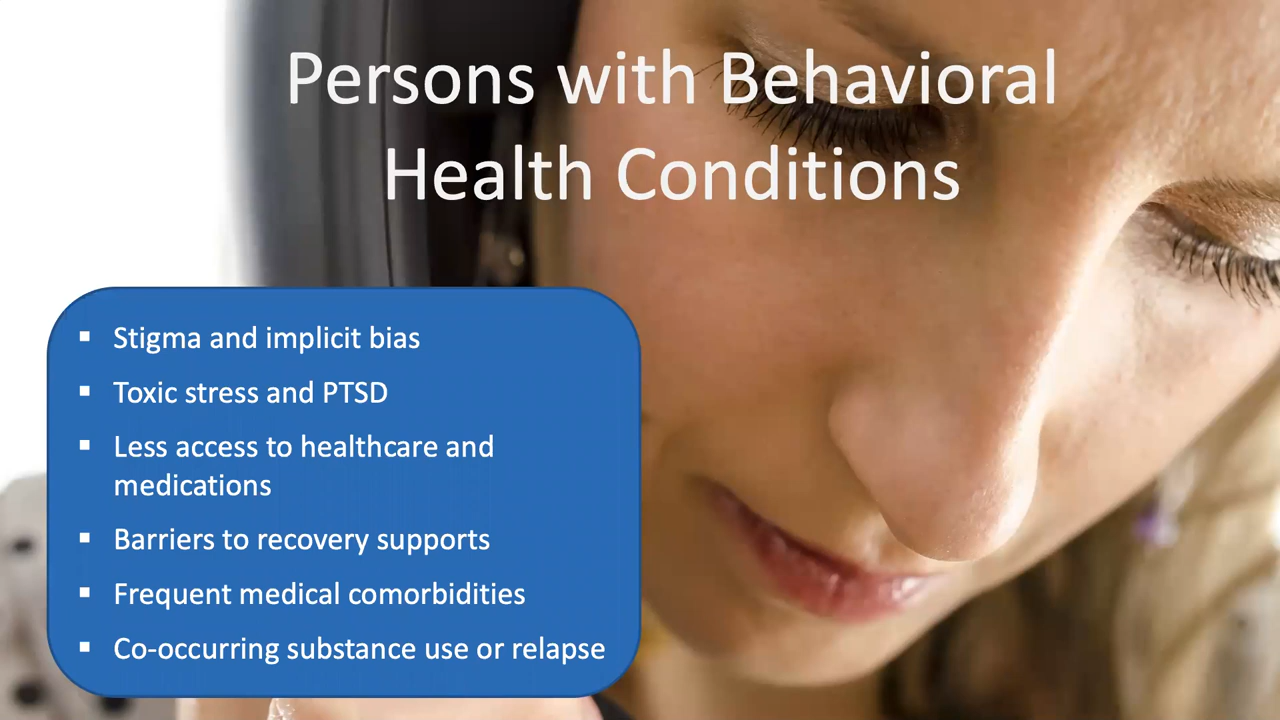 Persons with Behavioral
Health Conditions
▪ Stigma and implicit bias
▪ Toxic stress and PTSD
▪ Less access to healthcare and
medications
▪ Barriers to recovery supports
▪ Frequent medical comorbidities
▪ Co-occurring substance use or relapse